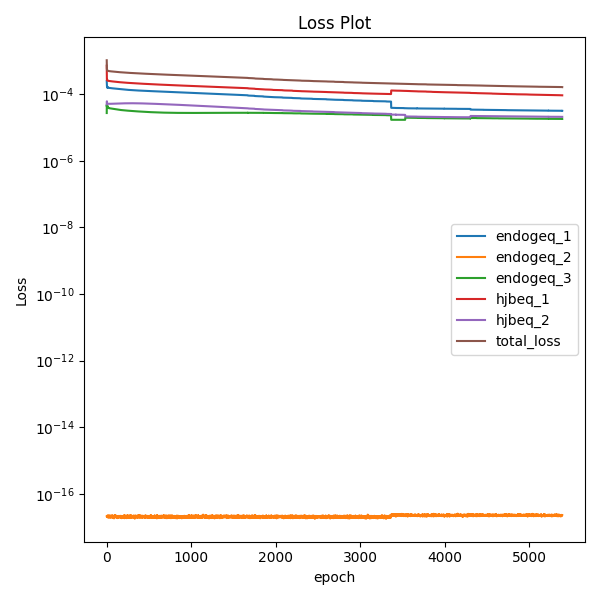 Loss Plot
Loss
10⁻⁴
10⁻⁶
10⁻⁸
10⁻¹⁰
10⁻¹²
10⁻¹⁴
10⁻¹⁶
endogeq_1
endogeq_2
endogeq_3
hjbeq_1
hjbeq_2
total_loss
0 1000 2000 3000 4000 5000
epoch